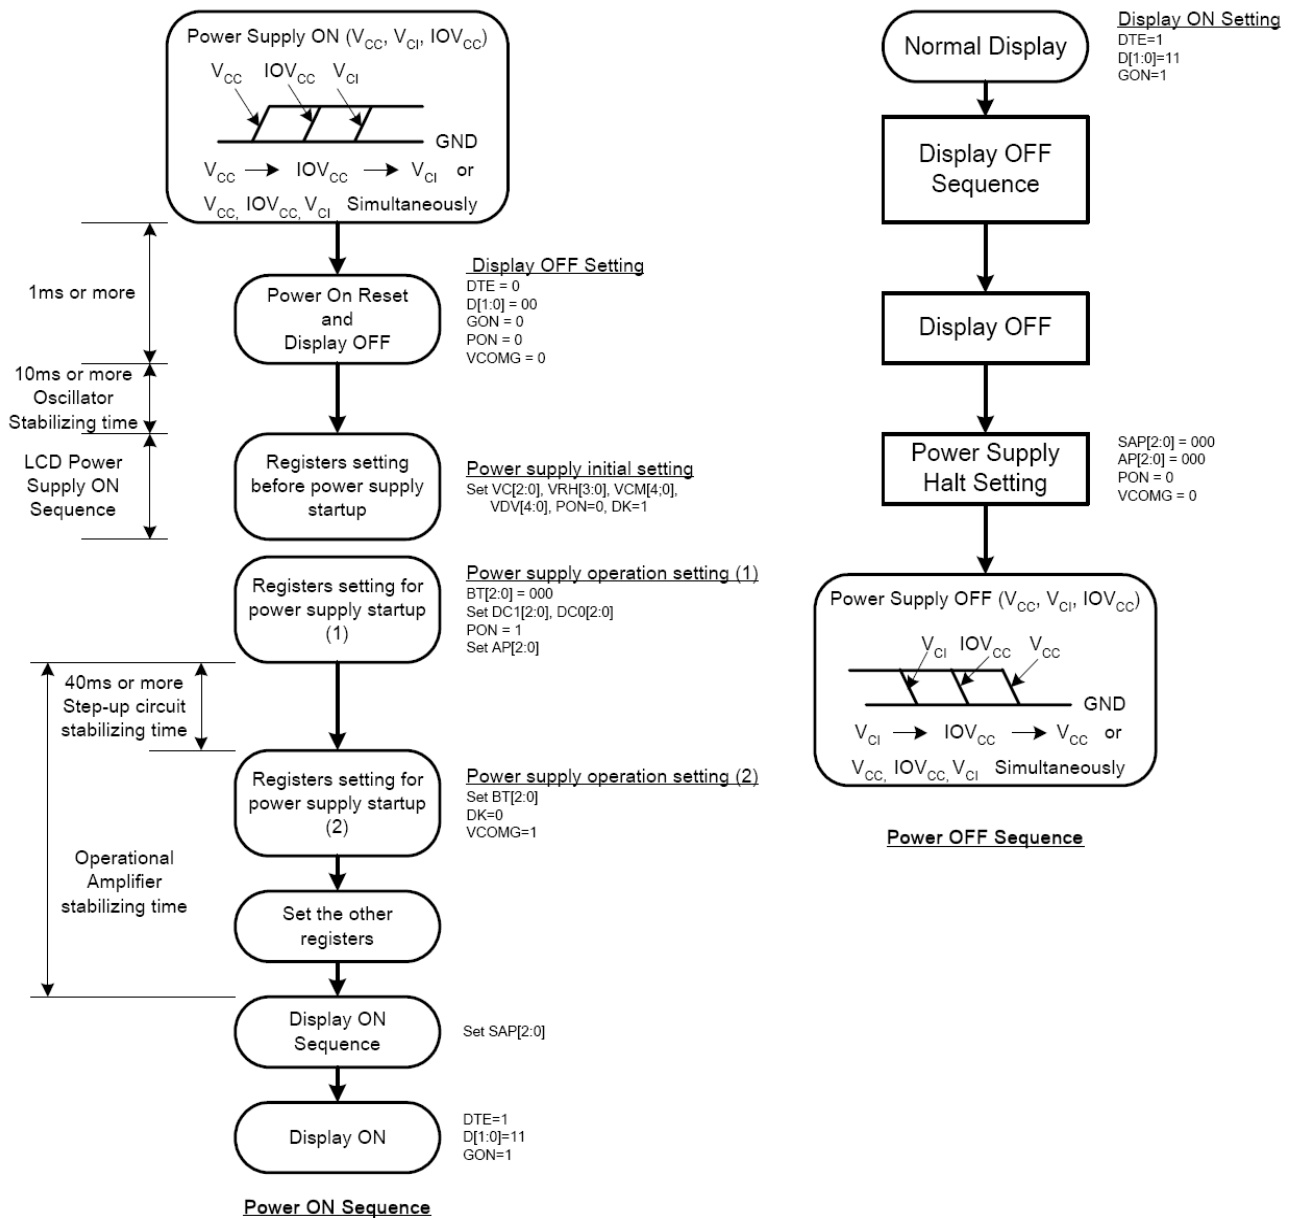 Power Supply ON (VCC, VCI, IOVCC)
VCC IOVCC VCI
GND
VCC IOVCC VCI or
VCC, IOVCC, VCI Simultaneously
1ms or more
Power On Reset
and
Display OFF
Display OFF Setting
DTE = 0
D[1:0] = 00
GON = 0
PON = 0
VCOMG = 0
10ms or more
Oscillator
Stabilizing time
LCD Power
Supply ON
Sequence
Registers setting
before power supply
startup
Power supply initial setting
Set VC[2:0], VRH[3:0], VCM[4;0],
VDV[4:0], PON=0, DK=1
Registers setting for
power supply startup
(1)
Power supply operation setting (1)
BT[2:0] = 000
Set DC1[2:0], DC0[2:0]
PON = 1
Set AP[2:0]
40ms or more
Step-up circuit
stabilizing time
Registers setting for
power supply startup
(2)
Power supply operation setting (2)
Set BT[2:0]
DK=0
VCOMG=1
Operational
Amplifier
stabilizing time
Set the other
registers
Display ON
Sequence
Set SAP[2:0]
Display ON
DTE=1
D[1:0]=11
GON=1
Power ON Sequence
Normal Display
Display ON Setting
DTE=1
D[1:0]=11
GON=1
Display OFF
Sequence
Display OFF
Power Supply
Halt Setting
SAP[2:0] = 000
AP[2:0] = 000
PON = 0
VCOMG = 0
Power Supply OFF (VCC, VCI, IOVCC)
VCI IOVCC VCC
GND
VCI IOVCC VCC or
VCC, IOVCC, VCI Simultaneously
Power OFF Sequence